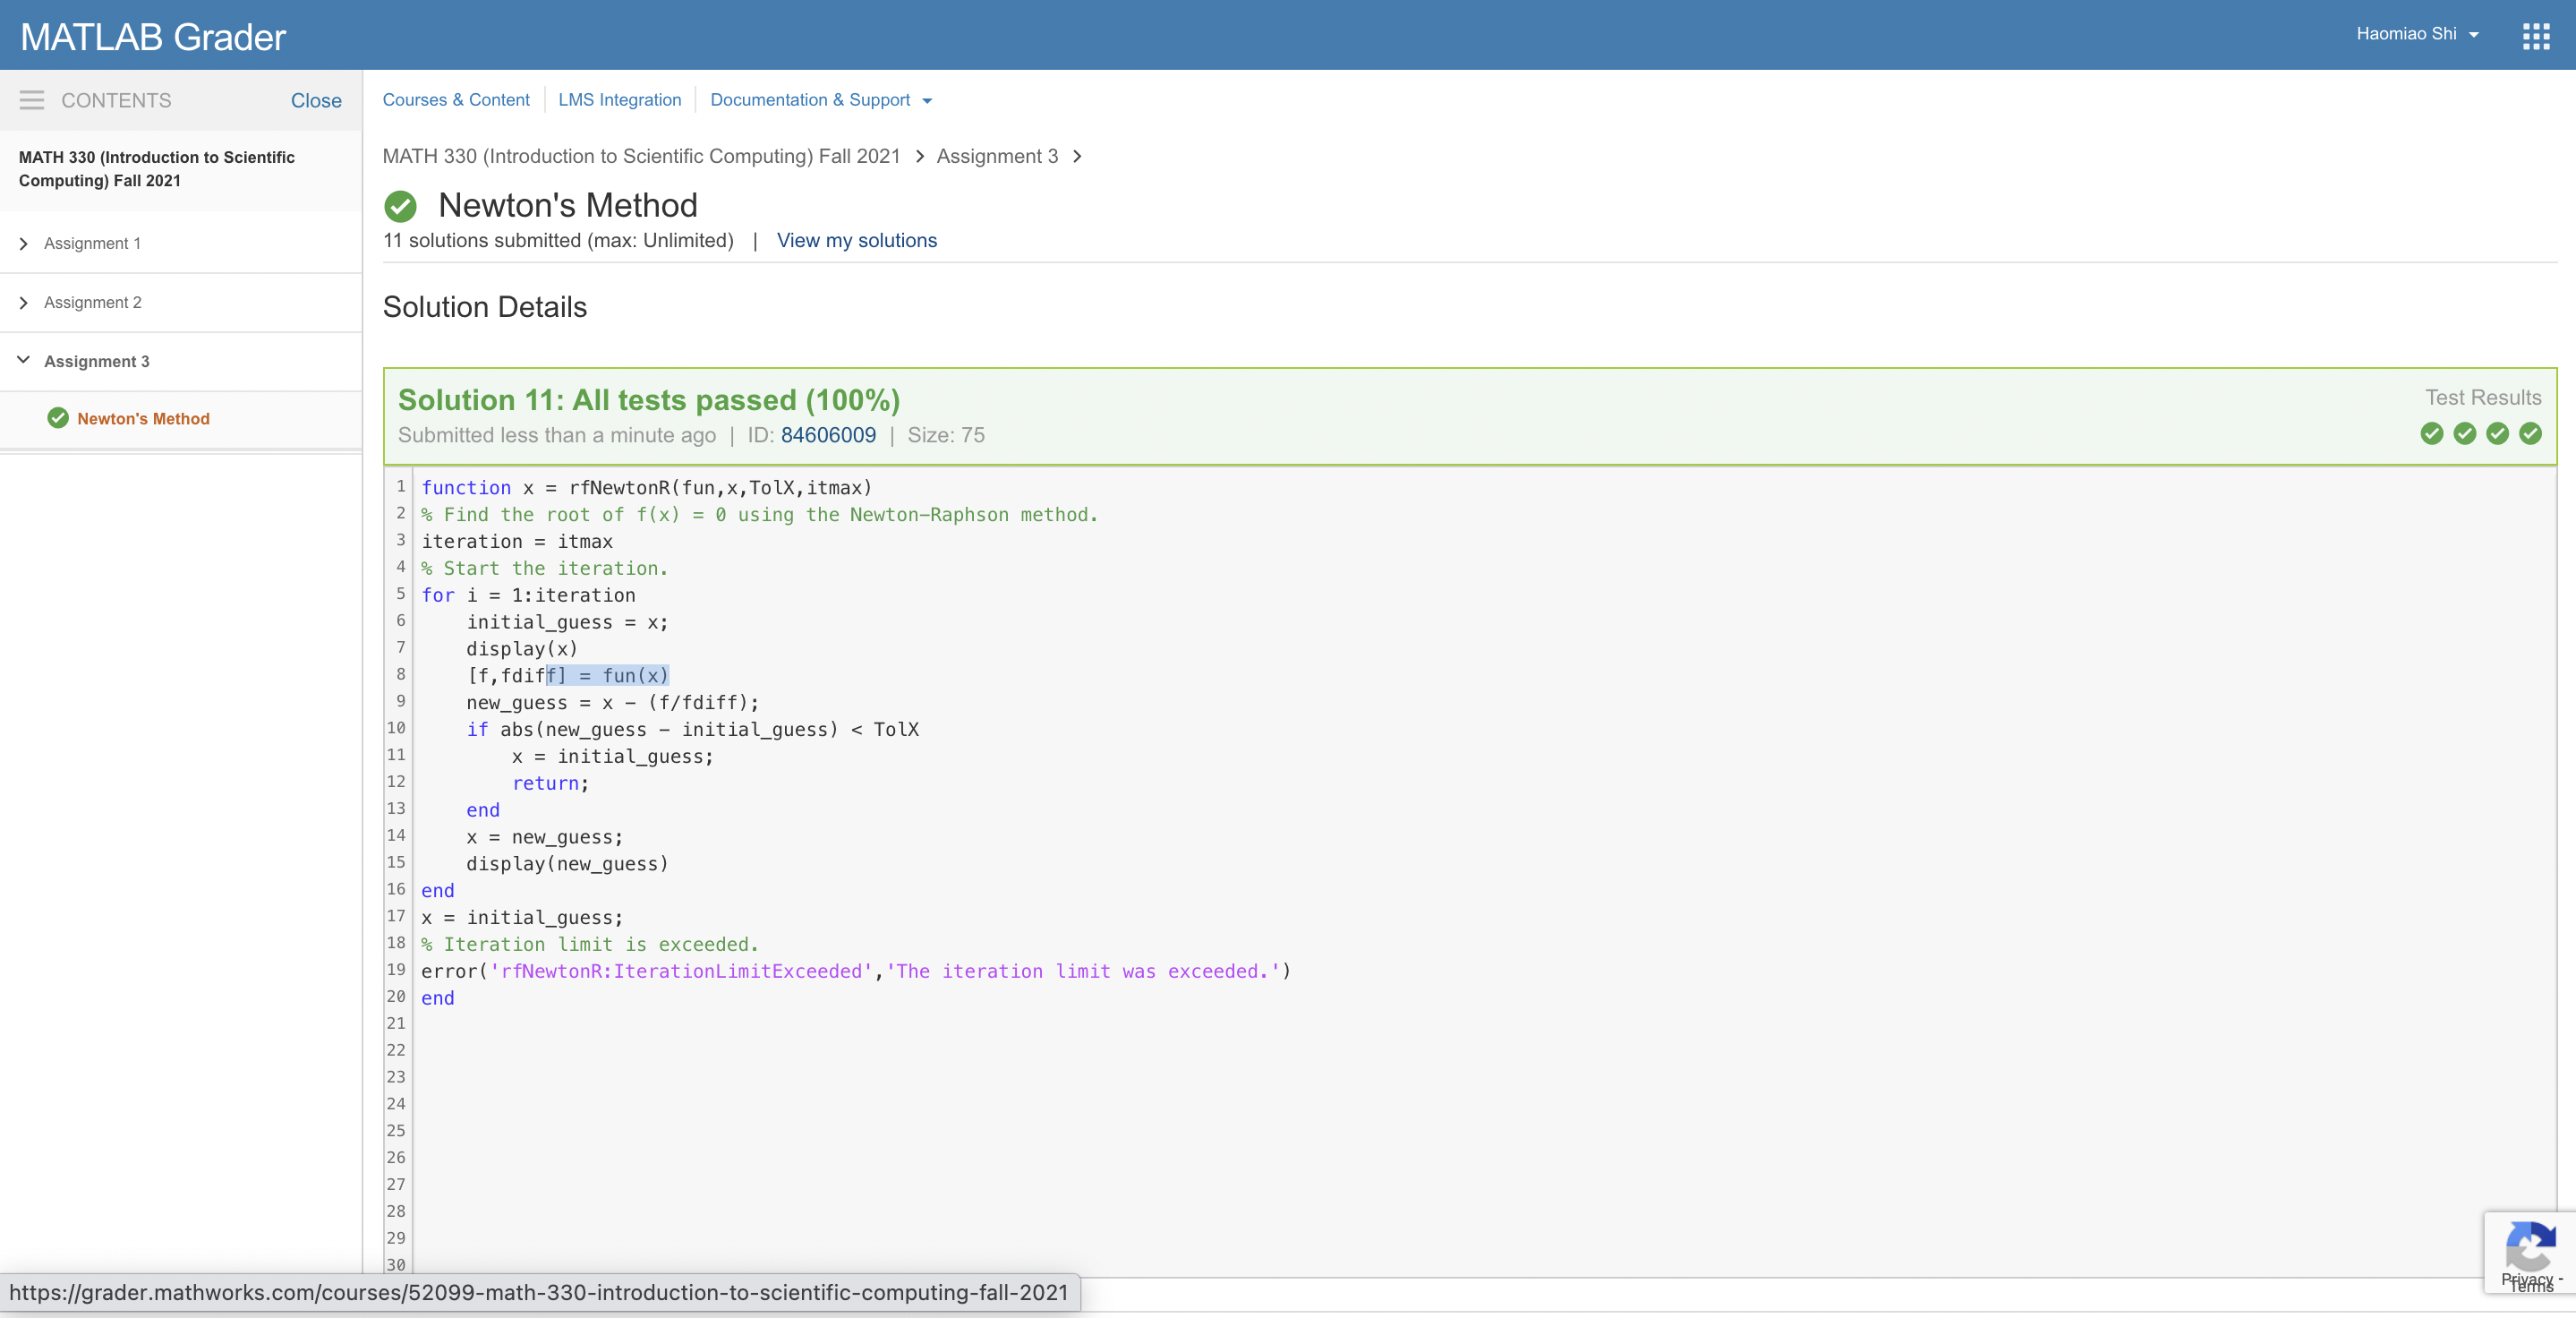 MATLAB Grader
Haomiao Shi
CONTENTS
Close
MATH 330 (Introduction to Scientific
Computing) Fall 2021
Assignment 1
Assignment 2
Assignment 3
Newton's Method
Courses & Content
LMS Integration
Documentation & Support
MATH 330 (Introduction to Scientific Computing) Fall 2021 > Assignment 3 >
Newton's Method
11 solutions submitted (max: Unlimited) | View my solutions
Solution Details
Solution 11: All tests passed (100%)
Submitted less than a minute ago | ID: 84606009 | Size: 75
Test Results
1 function x = rfNewtonR(fun,x,TolX,itmax)
2 % Find the root of f(x) = 0 using the Newton-Raphson method.
3 iteration = itmax
4 % Start the iteration.
5 for i = 1:iteration
6     initial_guess = x;
7     display(x)
8     [f,fdiff] = fun(x)
9     new_guess = x - (f/fdiff);
10     if abs(new_guess - initial_guess) < TolX
11         x = initial_guess;
12         return;
13     end
14     x = new_guess;
15     display(new_guess)
16 end
17 x = initial_guess;
18 % Iteration limit is exceeded.
19 error('rfNewtonR:IterationLimitExceeded','The iteration limit was exceeded.')
20 end
21
22
23
24
25
26
27
28
29
30
https://grader.mathworks.com/courses/52099-math-330-introduction-to-scientific-computing-fall-2021
Privacy -
Terms